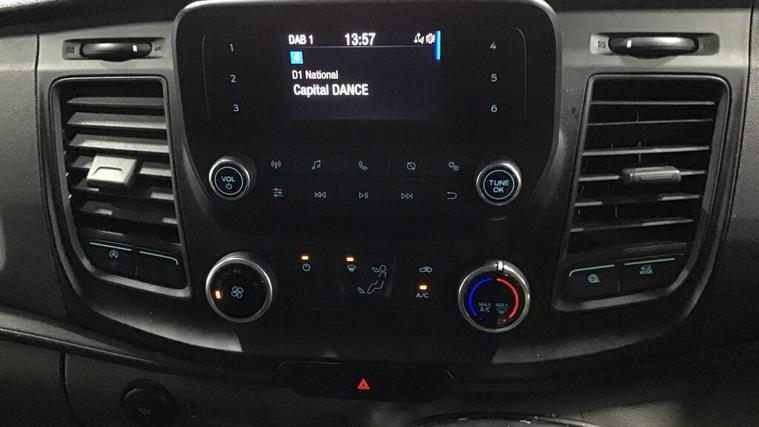 DAB 1 13:57
D1 National
Capital DANCE
1
2
3
4
5
6
VOL
TUNE
OK
A/C
MAX MAX
A/C
MODE